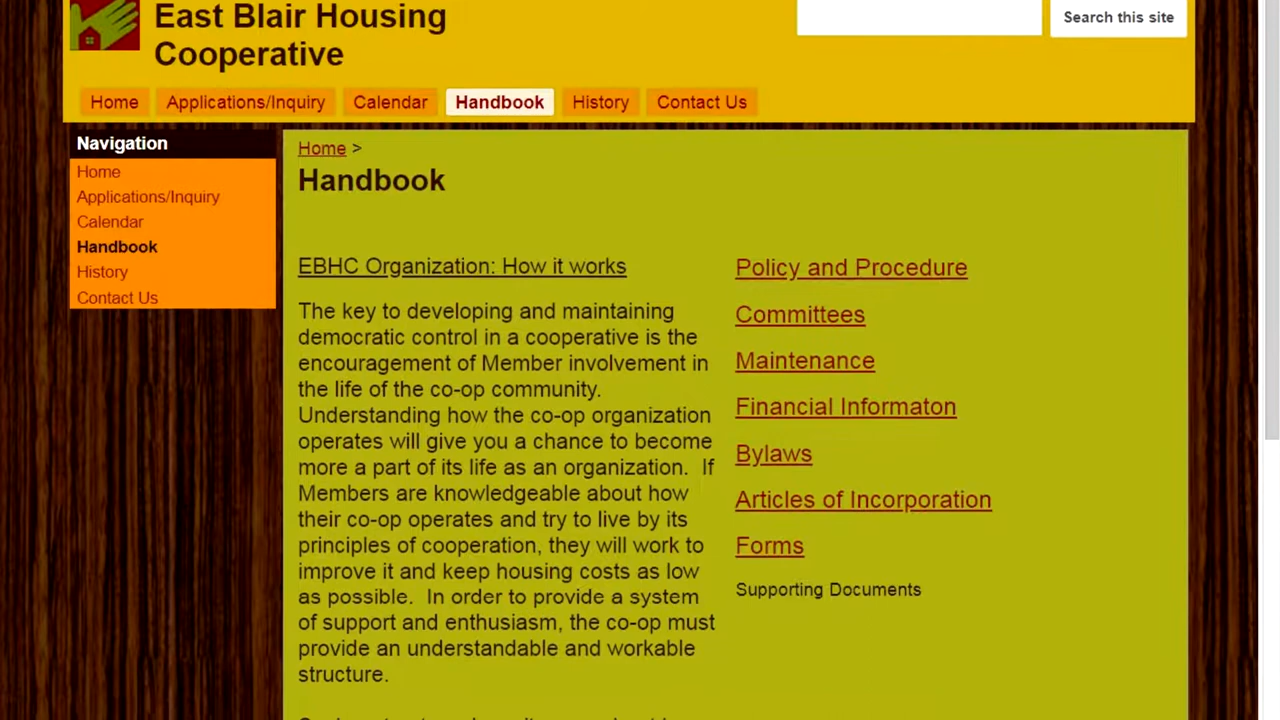 East Blair Housing
Cooperative
Search this site
Home
Applications/Inquiry
Calendar
Handbook
History
Contact Us
Navigation
Home
Applications/Inquiry
Calendar
Handbook
History
Contact Us
Home >
Handbook
EBHC Organization: How it works
The key to developing and maintaining
democratic control in a cooperative is the
encouragement of Member involvement in
the life of the co-op community.
Understanding how the co-op organization
operates will give you a chance to become
more a part of its life as an organization. If
Members are knowledgeable about how
their co-op operates and try to live by its
principles of cooperation, they will work to
improve it and keep housing costs as low
as possible. In order to provide a system
of support and enthusiasm, the co-op must
provide an understandable and workable
structure.
Policy and Procedure
Committees
Maintenance
Financial Informaton
Bylaws
Articles of Incorporation
Forms
Supporting Documents